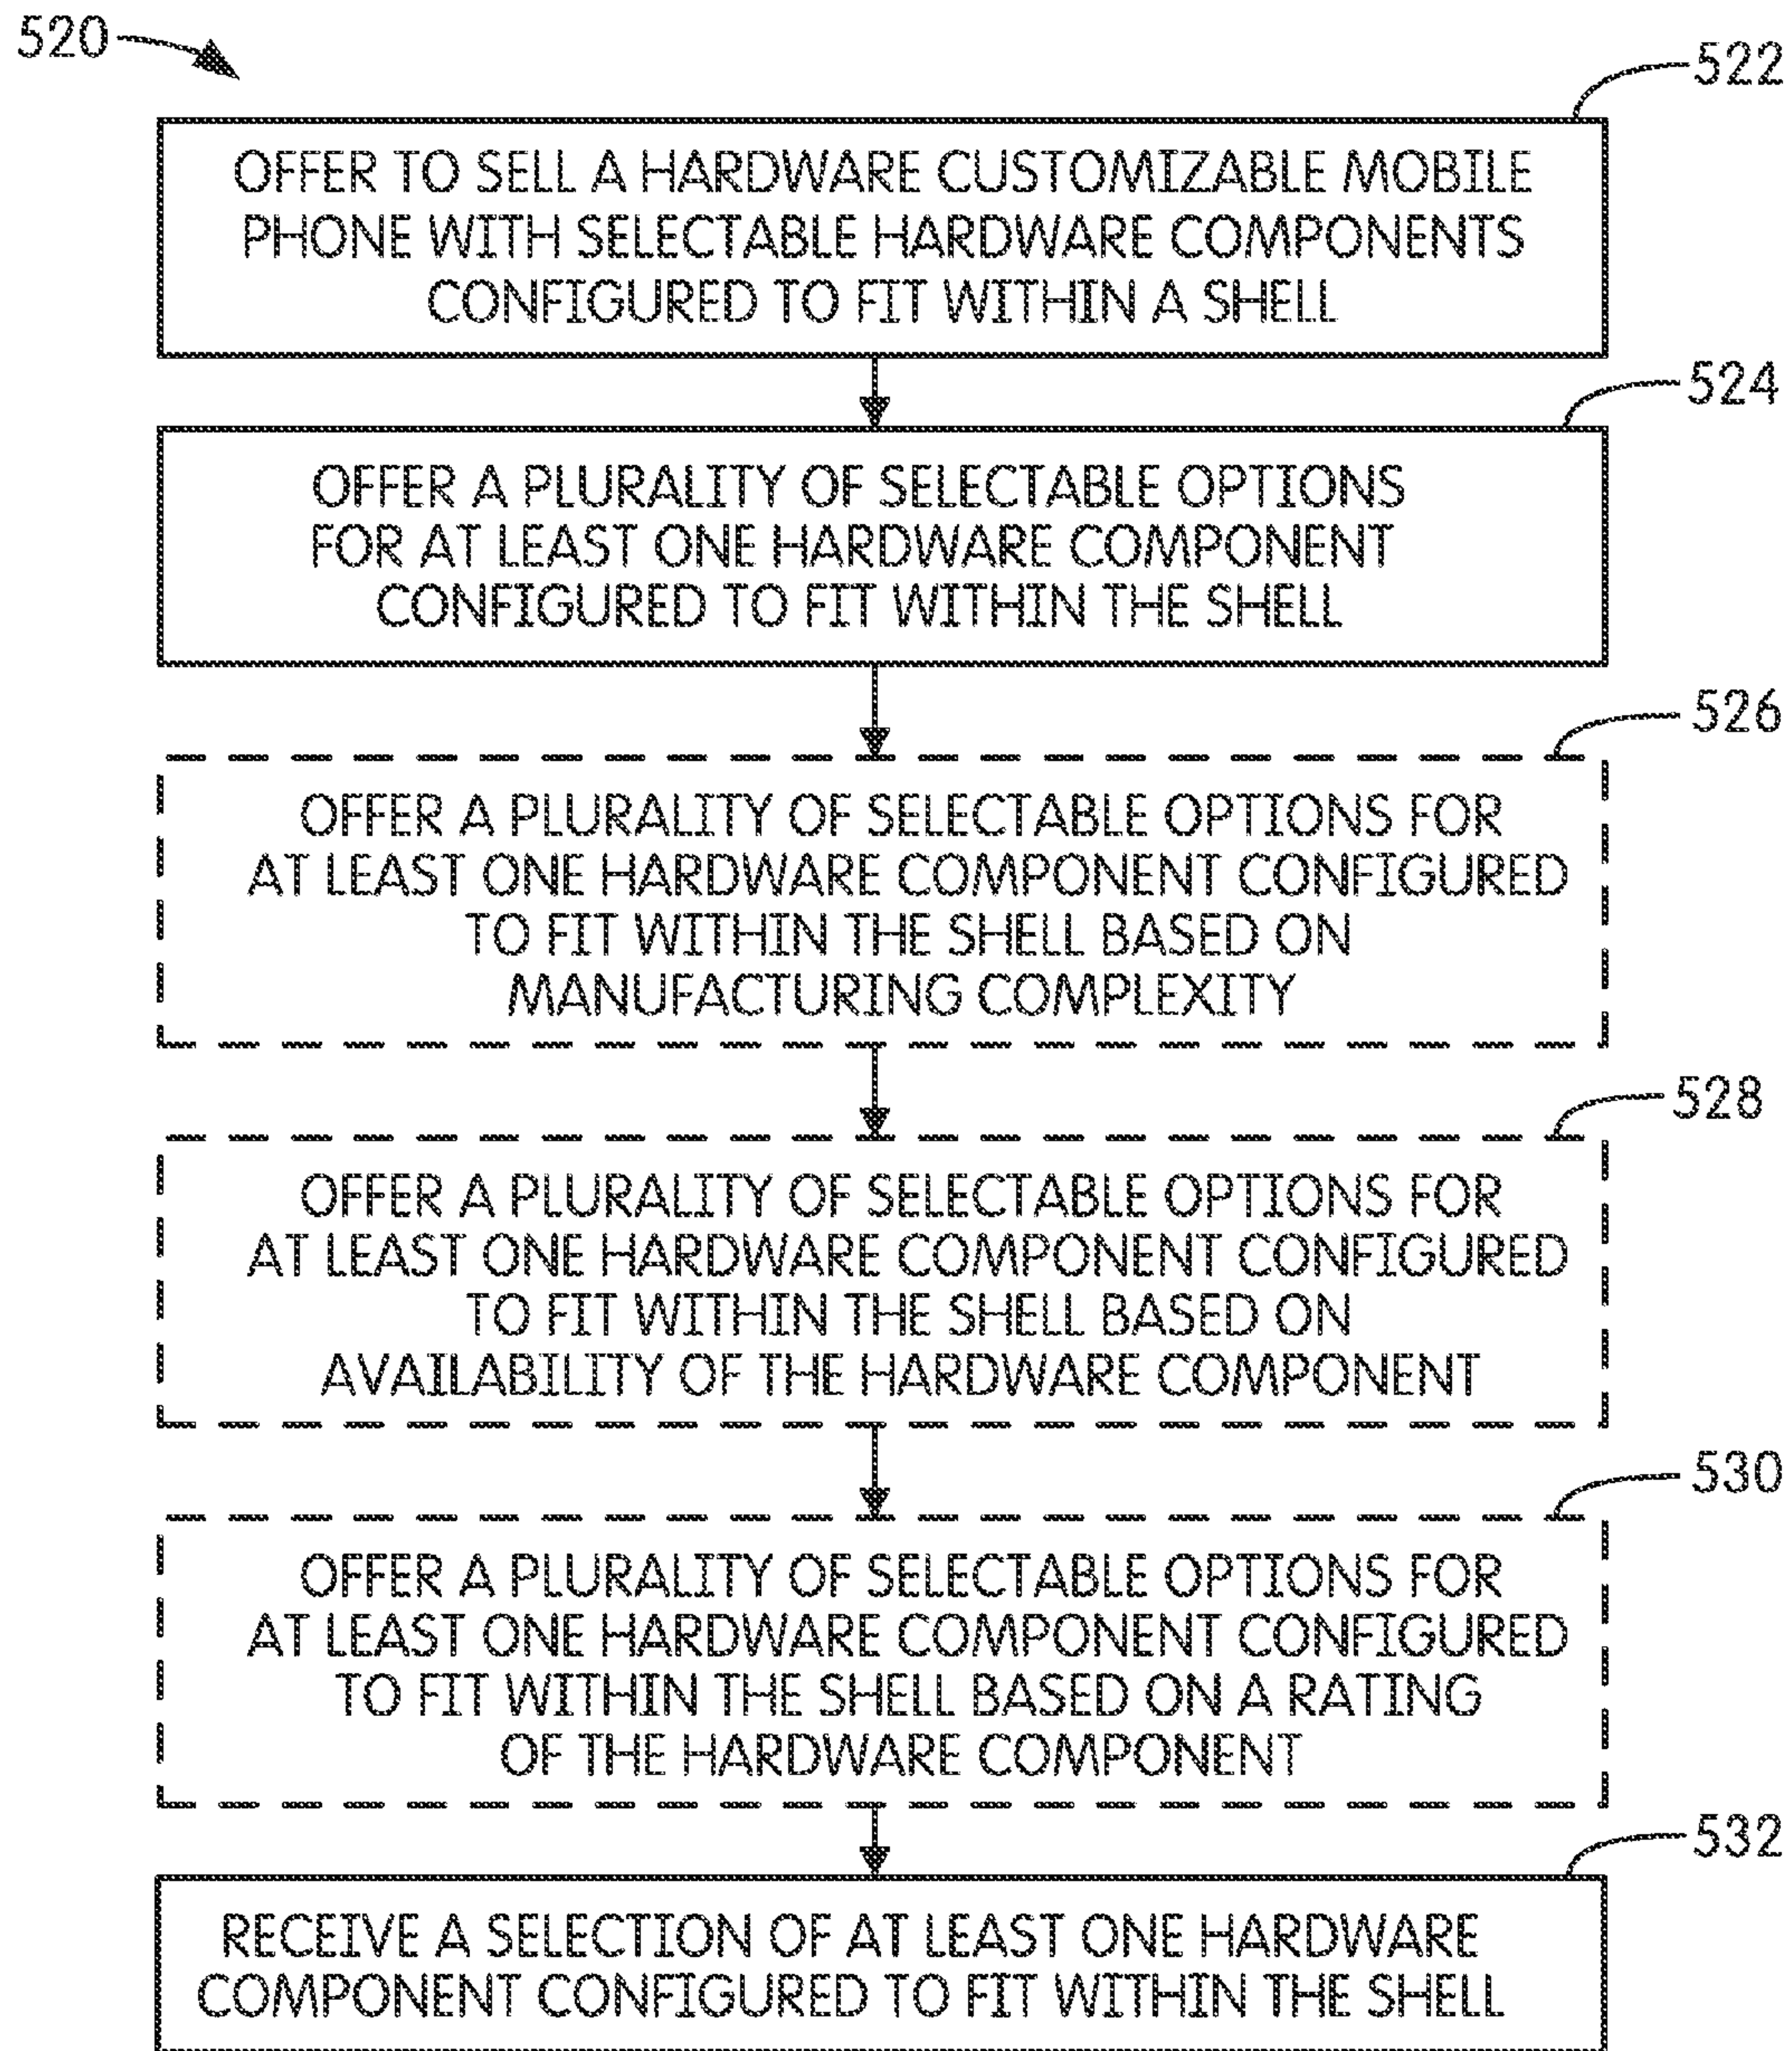 520
522
OFFER TO SELL A HARDWARE CUSTOMIZABLE MOBILE
PHONE WITH SELECTABLE HARDWARE COMPONENTS
CONFIGURED TO FIT WITHIN A SHELL
524
OFFER A PLURALITY OF SELECTABLE OPTIONS
FOR AT LEAST ONE HARDWARE COMPONENT
CONFIGURED TO FIT WITHIN THE SHELL
526
OFFER A PLURALITY OF SELECTABLE OPTIONS FOR
AT LEAST ONE HARDWARE COMPONENT CONFIGURED
TO FIT WITHIN THE SHELL BASED ON
MANUFACTURING COMPLEXITY
528
OFFER A PLURALITY OF SELECTABLE OPTIONS FOR
AT LEAST ONE HARDWARE COMPONENT CONFIGURED
TO FIT WITHIN THE SHELL BASED ON
AVAILABILITY OF THE HARDWARE COMPONENT
530
OFFER A PLURALITY OF SELECTABLE OPTIONS FOR
AT LEAST ONE HARDWARE COMPONENT CONFIGURED
TO FIT WITHIN THE SHELL BASED ON A RATING
OF THE HARDWARE COMPONENT
532
RECEIVE A SELECTION OF AT LEAST ONE HARDWARE
COMPONENT CONFIGURED TO FIT WITHIN THE SHELL